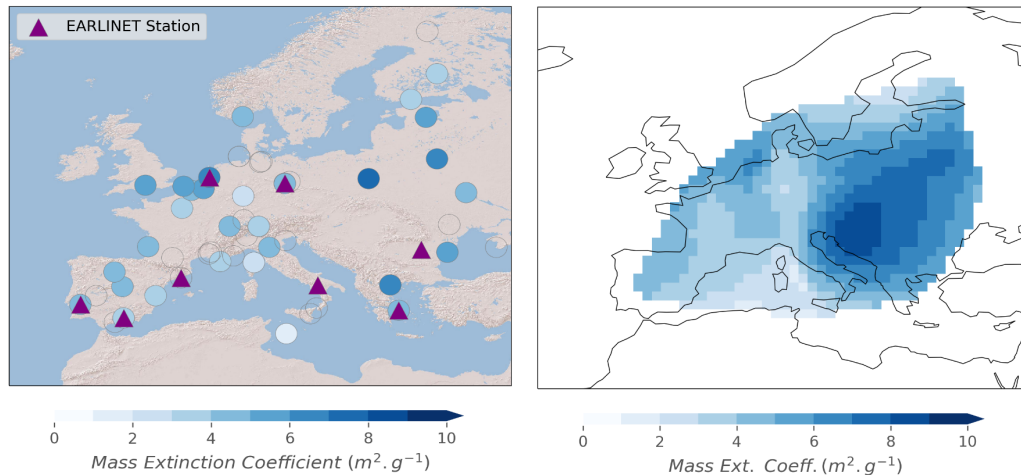 EARLINET Station
0 2 4 6 8 10
Mass Extinction Coefficient (m². g⁻¹)
0 2 4 6 8 10
Mass Ext. Coeff. (m². g⁻¹)